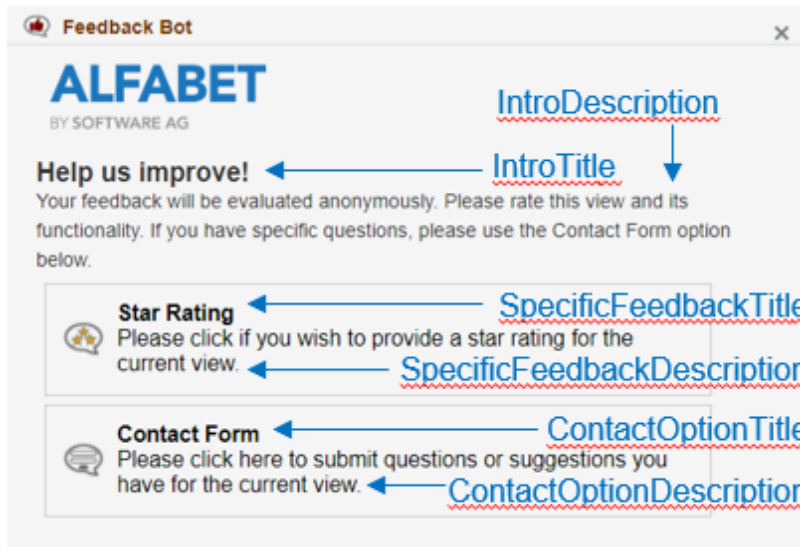 Feedback Bot
ALFABET
BY SOFTWARE AG
IntroDescription
Help us improve!
IntroTitle
Your feedback will be evaluated anonymously. Please rate this view and its
functionality. If you have specific questions, please use the Contact Form option
below.
Star Rating
SpecificFeedbackTitle
Please click if you wish to provide a star rating for the
current view.
SpecificFeedbackDescription
Contact Form
ContactOptionTitle
Please click here to submit questions or suggestions you
have for the current view.
ContactOptionDescription